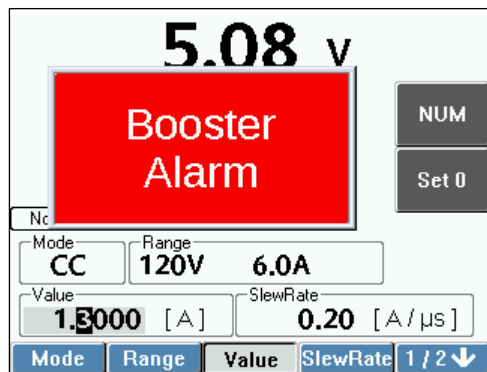 5.08 V
Booster
Alarm
NUM
Set 0
Mode
CC
Range
120V 6.0A
Value
1.3000 [A]
SlewRate
0.20 [A/µs]
Mode Range Value SlewRate 1/2